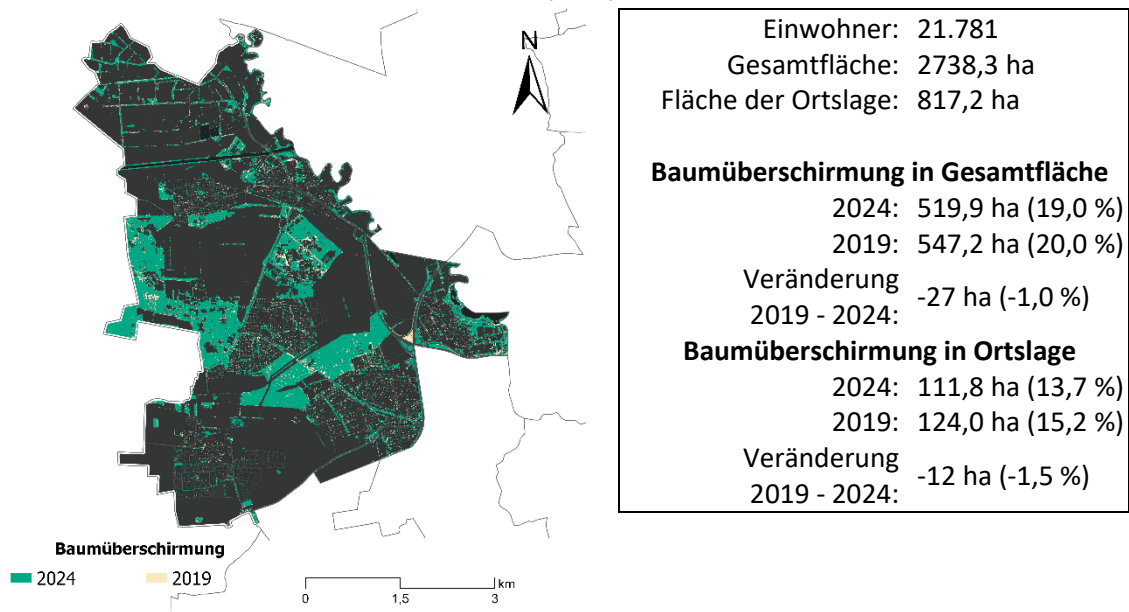 N
Baumüberschirmung
2024 2019
km
0 1,5 3
Einwohner: 21.781
Gesamtfläche: 2738,3 ha
Fläche der Ortslage: 817,2 ha
Baumüberschirmung in Gesamtfläche
2024: 519,9 ha (19,0 %)
2019: 547,2 ha (20,0 %)
Veränderung
2019 - 2024: -27 ha (-1,0 %)
Baumüberschirmung in Ortslage
2024: 111,8 ha (13,7 %)
2019: 124,0 ha (15,2 %)
Veränderung
2019 - 2024: -12 ha (-1,5 %)